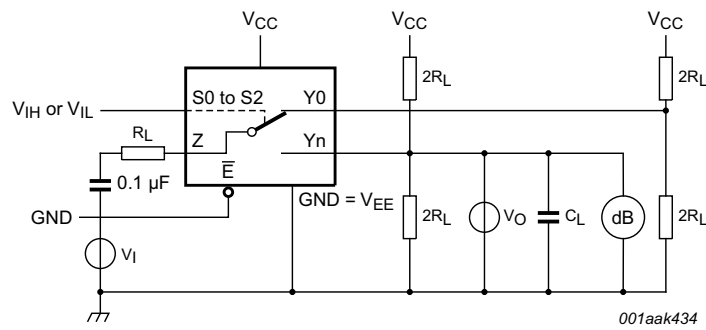 VCC
VCC
VCC
S0 to S2
Y0
2RL
2RL
VIH or VIL
RL
Z
Yn
0.1 µF
E̅
GND = VEE
GND
2RL
VO
CL
dB
2RL
VI
001aak434